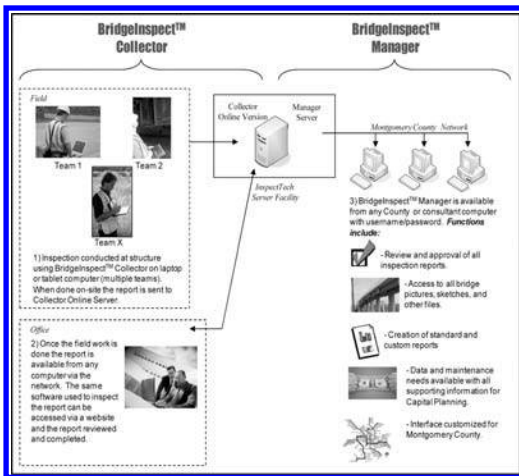 BridgeInspect™
Collector
BridgeInspect™
Manager
Field
Team 1
Team 2
Team X
1) Inspection conducted at structure
using BridgeInspect™ Collector on laptop
or tablet computer (multiple teams).
When done on-site the report is sent to
Collector Online Server.
Office
2) Once the field work is
done the report is
available from any
computer via the
network. The same
software used to inspect
the report can be
accessed via a website
and the report reviewed
and completed.
Collector
Online Version
Manager
Server
InspectTech
Server Facility
Montgomery County Network
3) BridgeInspect™ Manager is available
from any County or consultant computer
with username/password. Functions
include:
- Review and approval of all
inspection reports.
- Access to all bridge
pictures, sketches, and
other files.
- Creation of standard and
custom reports
- Data and maintenance
needs available with all
supporting information for
Capital Planning.
- Interface customized for
Montgomery County.